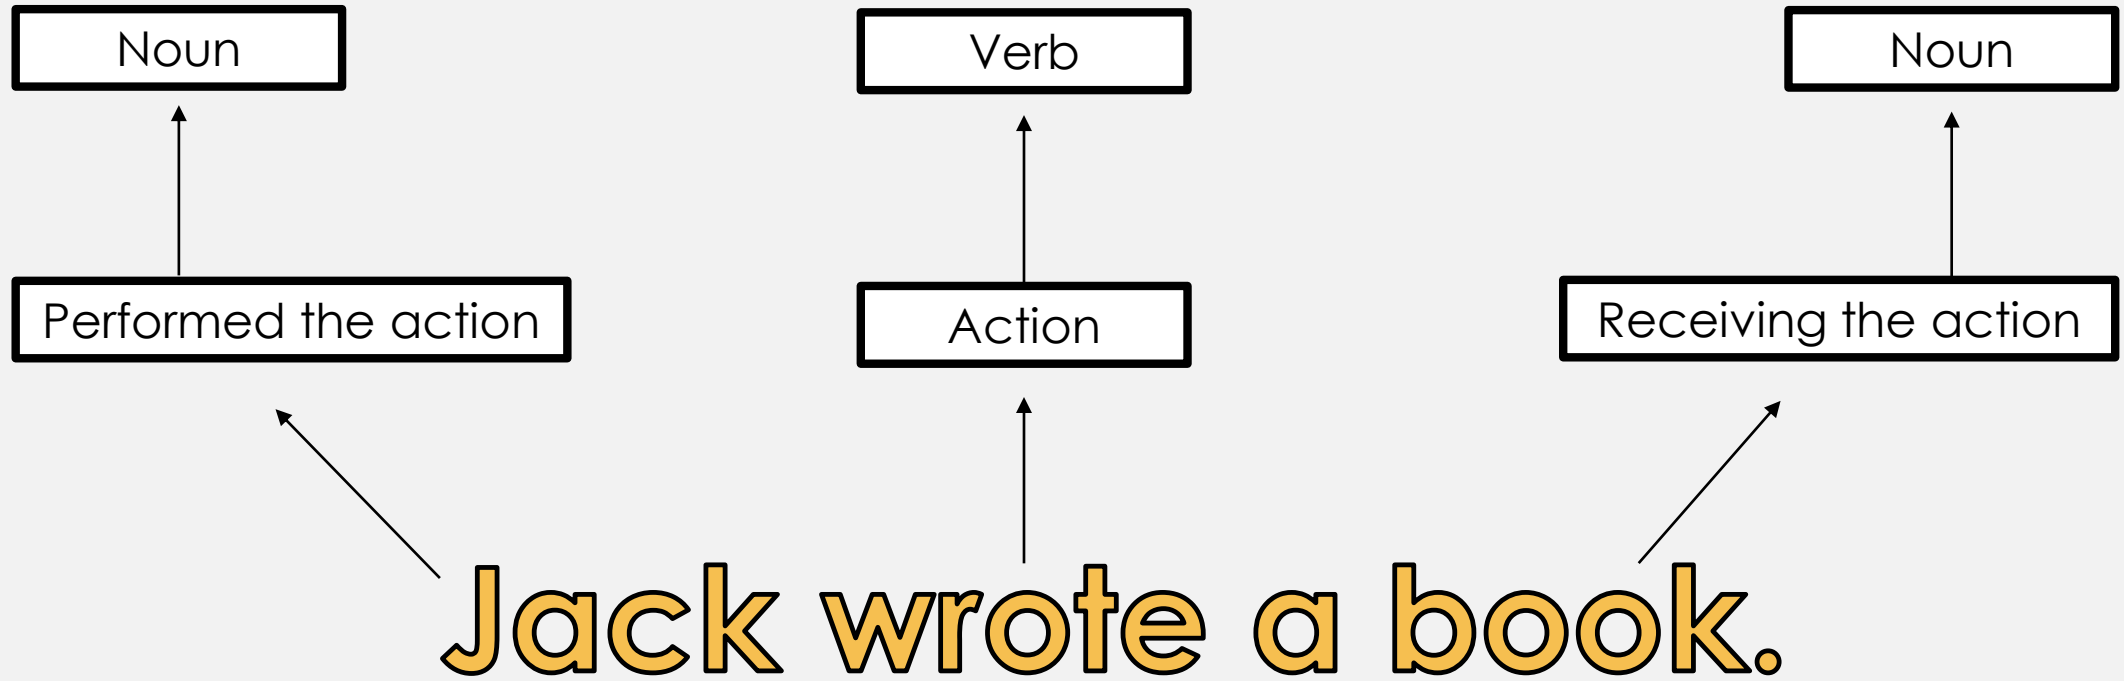 Noun
Verb
Noun
Performed the action
Action
Receiving the action
Jack wrote a book.